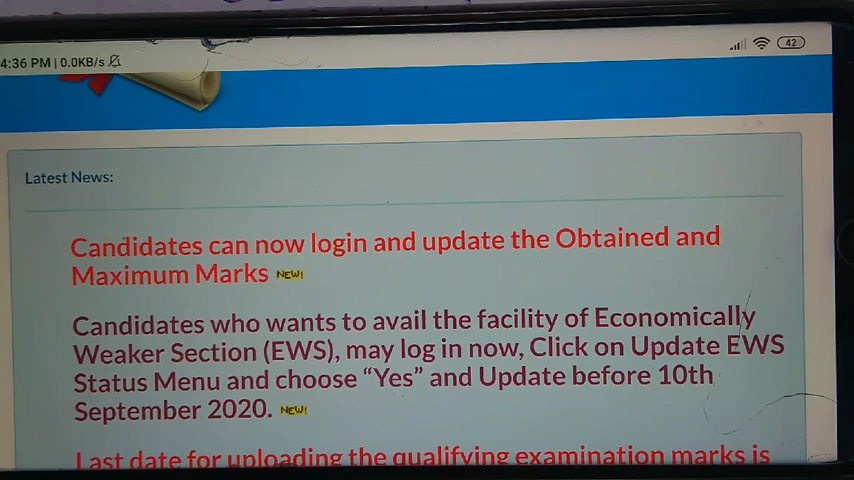 4:36 PM | 0.0KB/s
42
Latest News:
Candidates can now login and update the Obtained and
Maximum Marks NEW!
Candidates who wants to avail the facility of Economically
Weaker Section (EWS), may log in now, Click on Update EWS
Status Menu and choose “Yes” and Update before 10th
September 2020. NEW!
Last date for uploading the qualifying examination marks is